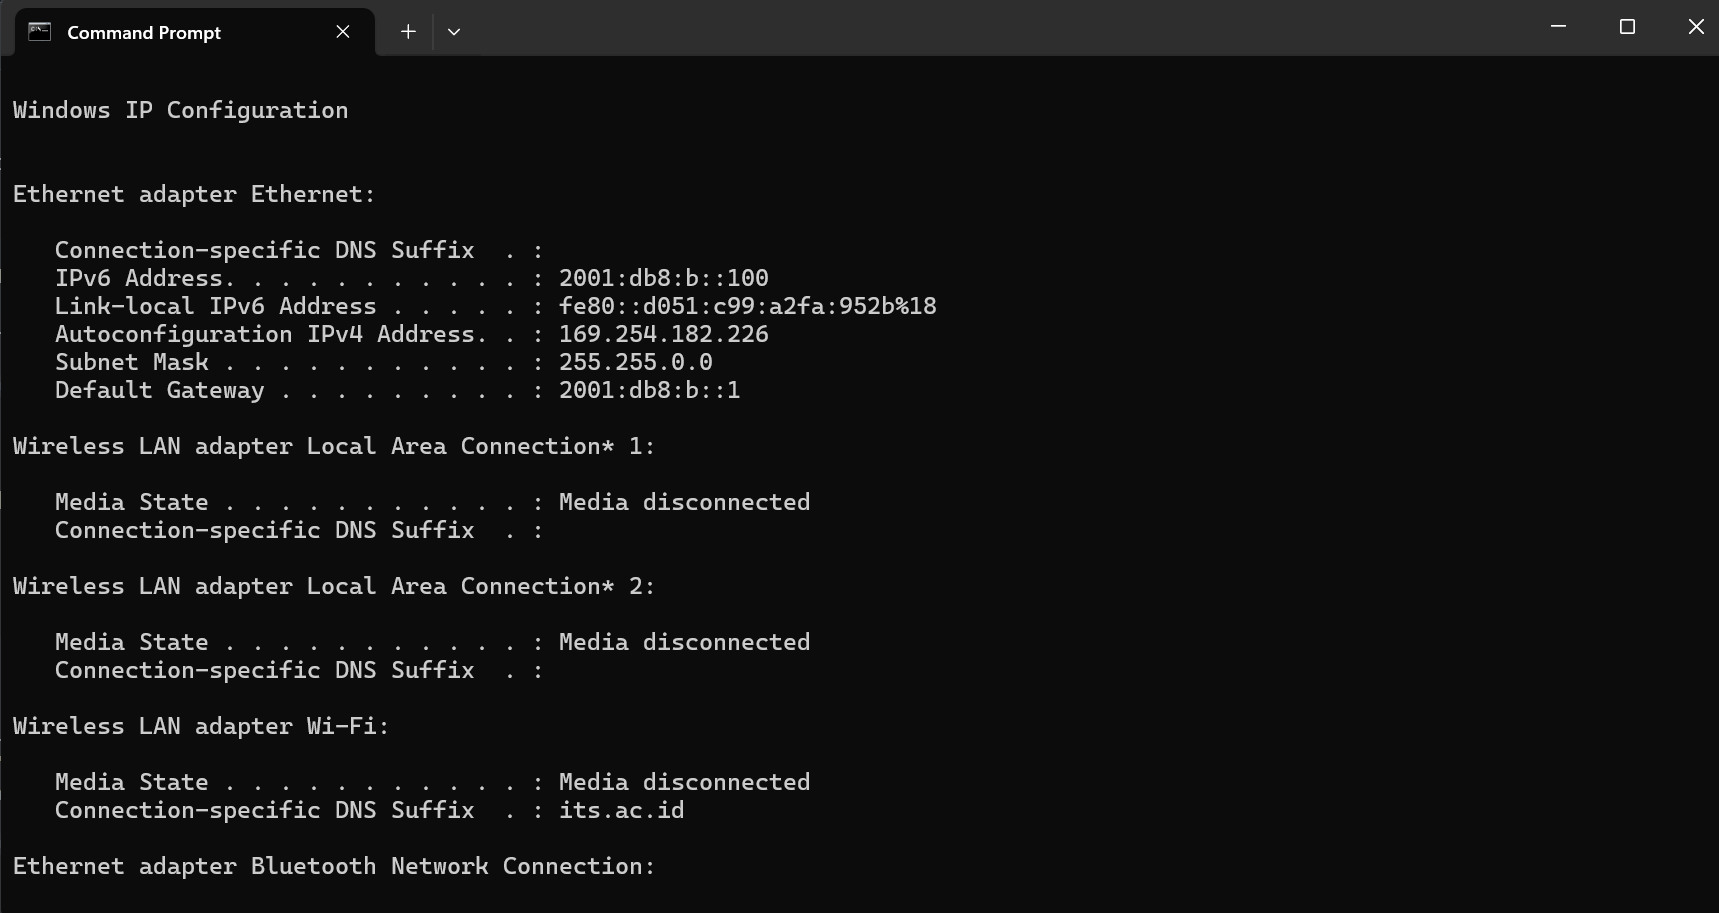 Command Prompt
Windows IP Configuration
Ethernet adapter Ethernet:
Connection-specific DNS Suffix  . :
IPv6 Address. . . . . . . . . . . : 2001:db8:b::100
Link-local IPv6 Address . . . . . : fe80::d051:c99:a2fa:952b%18
Autoconfiguration IPv4 Address. . : 169.254.182.226
Subnet Mask . . . . . . . . . . . : 255.255.0.0
Default Gateway . . . . . . . . . : 2001:db8:b::1
Wireless LAN adapter Local Area Connection* 1:
Media State . . . . . . . . . . . : Media disconnected
Connection-specific DNS Suffix  . :
Wireless LAN adapter Local Area Connection* 2:
Media State . . . . . . . . . . . : Media disconnected
Connection-specific DNS Suffix  . :
Wireless LAN adapter Wi-Fi:
Media State . . . . . . . . . . . : Media disconnected
Connection-specific DNS Suffix  . : its.ac.id
Ethernet adapter Bluetooth Network Connection: